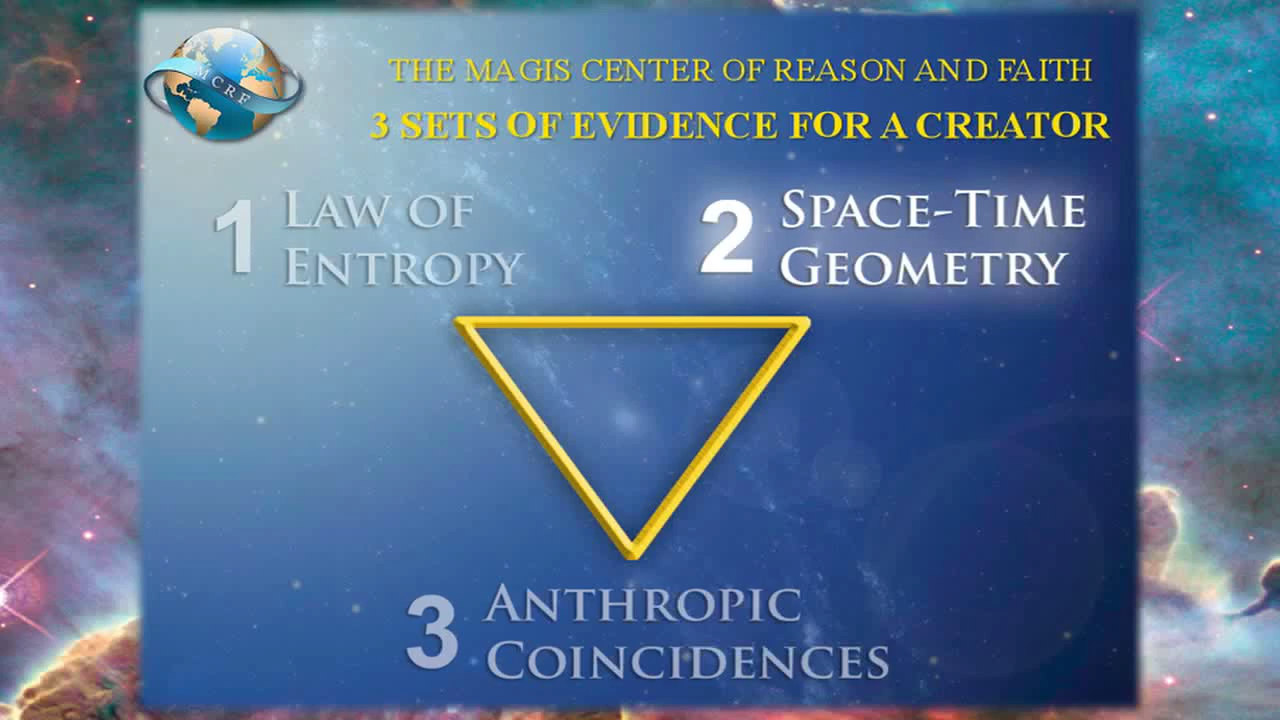 MCRF
THE MAGIS CENTER OF REASON AND FAITH
3 SETS OF EVIDENCE FOR A CREATOR
1 LAW OF
ENTROPY
2 SPACE-TIME
GEOMETRY
3 ANTHROPIC
COINCIDENCES